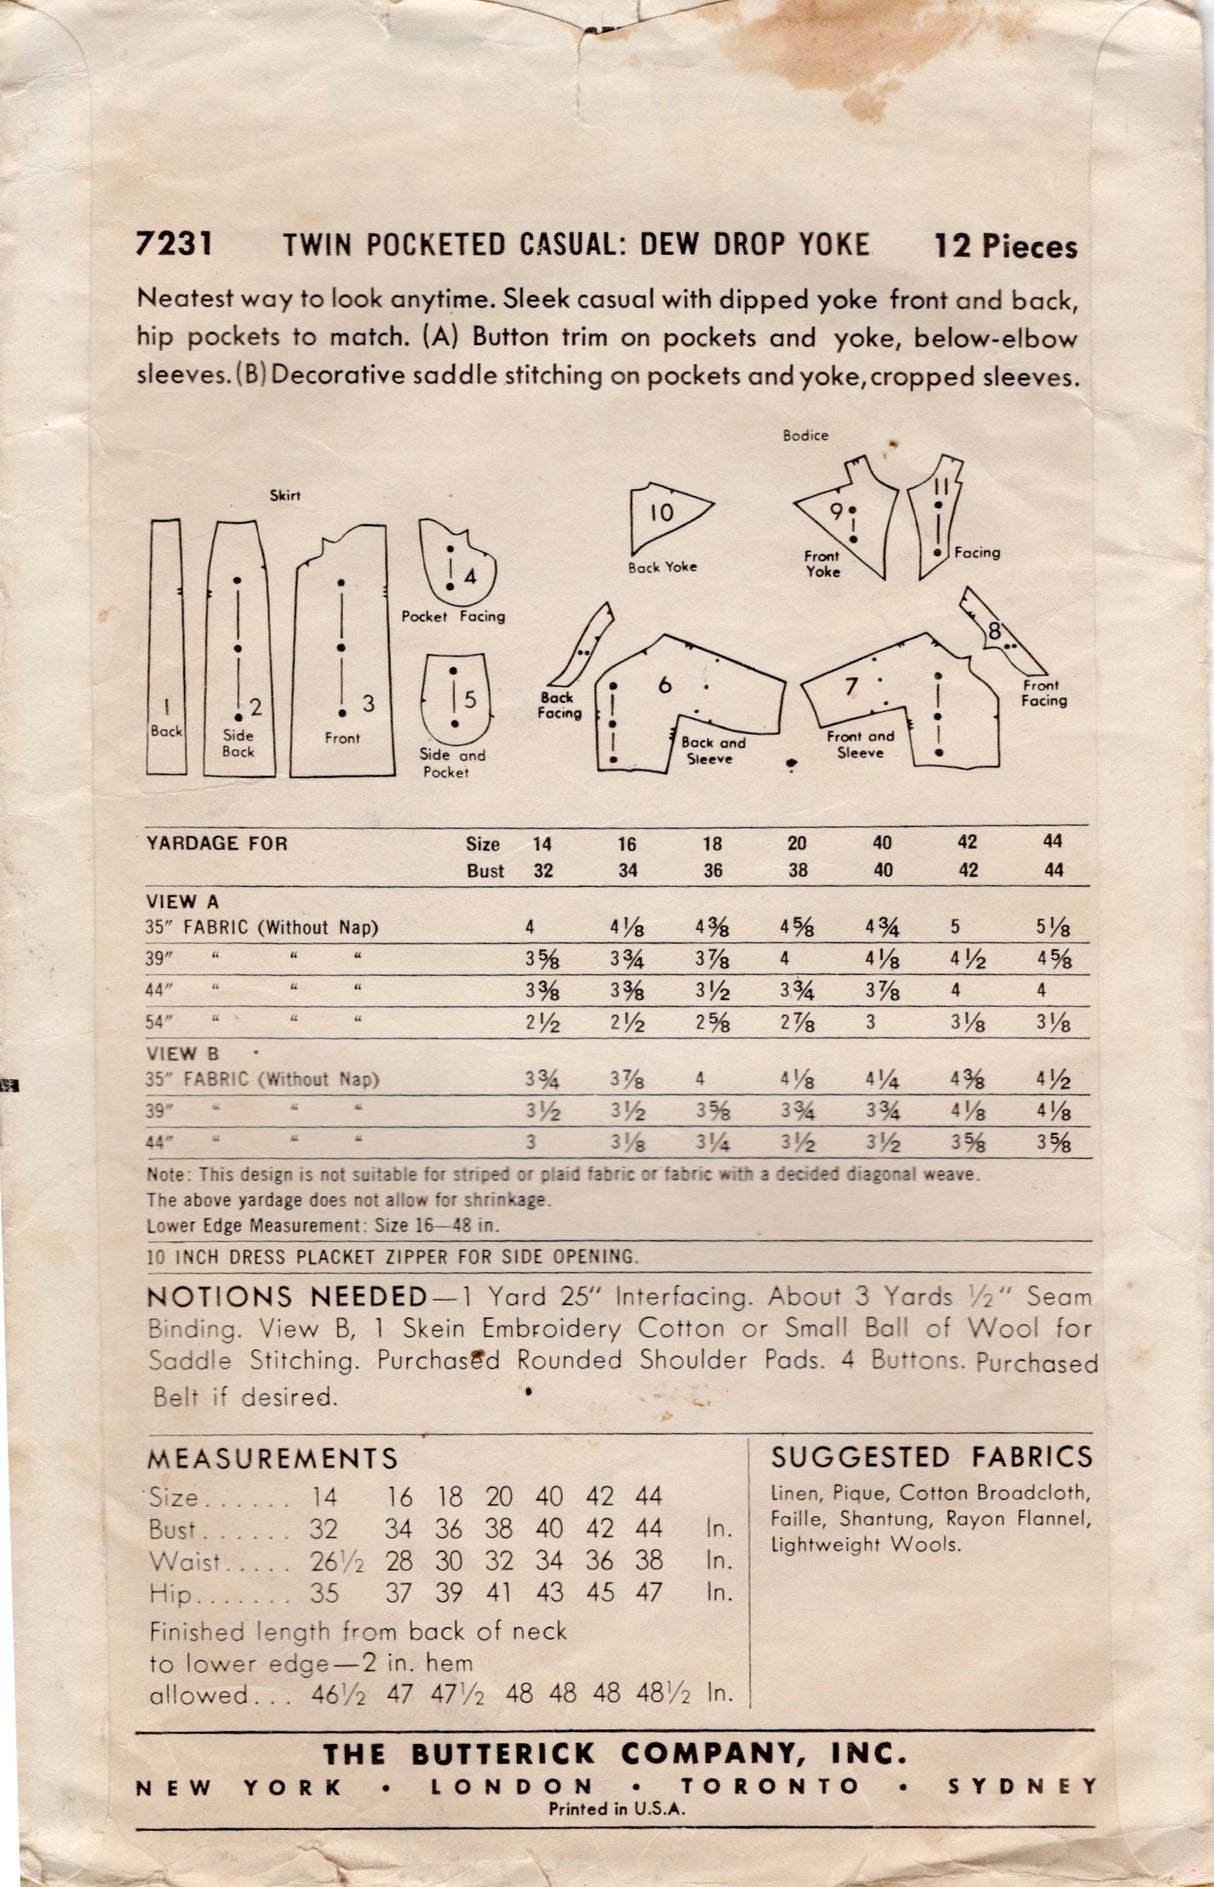 7231 TWIN POCKETED CASUAL: DEW DROP YOKE 12 Pieces
Neatest way to look anytime. Sleek casual with dipped yoke front and back,
hip pockets to match. (A) Button trim on pockets and yoke, below-elbow
sleeves. (B) Decorative saddle stitching on pockets and yoke, cropped sleeves.
Skirt
1
Back
2
Side
Back
3
Front
4
Pocket Facing
5
Side and
Pocket
Bodice
10
Back Yoke
9
Front
Yoke
11
Facing
Back
Facing
6
Back and
Sleeve
7
Front and
Sleeve
8
Front
Facing
YARDAGE FOR Size 14 16 18 20 40 42 44
Bust 32 34 36 38 40 42 44
VIEW A
35″ FABRIC (Without Nap) 4 4⅛ 4⅜ 4⅝ 4¾ 5 5⅛
39″ “ “ “ 3⅝ 3¾ 3⅞ 4 4⅛ 4½ 4⅝
44″ “ “ “ 3⅜ 3⅜ 3½ 3¾ 3⅞ 4 4
54″ “ “ “ 2½ 2½ 2⅝ 2⅞ 3 3⅛ 3⅛
VIEW B
35″ FABRIC (Without Nap) 3¾ 3⅞ 4 4⅛ 4¼ 4⅜ 4½
39″ “ “ “ 3½ 3½ 3⅝ 3¾ 3¾ 4⅛ 4⅛
44″ “ “ “ 3 3⅛ 3¼ 3½ 3½ 3⅝ 3⅝
Note: This design is not suitable for striped or plaid fabric or fabric with a decided diagonal weave.
The above yardage does not allow for shrinkage.
Lower Edge Measurement: Size 16—48 in.
10 INCH DRESS PLACKET ZIPPER FOR SIDE OPENING.
NOTIONS NEEDED—1 Yard 25″ Interfacing. About 3 Yards ½″ Seam
Binding. View B, 1 Skein Embroidery Cotton or Small Ball of Wool for
Saddle Stitching. Purchased Rounded Shoulder Pads. 4 Buttons. Purchased
Belt if desired.
MEASUREMENTS
Size...... 14 16 18 20 40 42 44
Bust...... 32 34 36 38 40 42 44 In.
Waist..... 26½ 28 30 32 34 36 38 In.
Hip....... 35 37 39 41 43 45 47 In.
Finished length from back of neck
to lower edge—2 in. hem
allowed... 46½ 47 47½ 48 48 48 48½ In.
SUGGESTED FABRICS
Linen, Pique, Cotton Broadcloth,
Faille, Shantung, Rayon Flannel,
Lightweight Wools.
THE BUTTERICK COMPANY, INC.
NEW YORK • LONDON • TORONTO • SYDNEY
Printed in U.S.A.